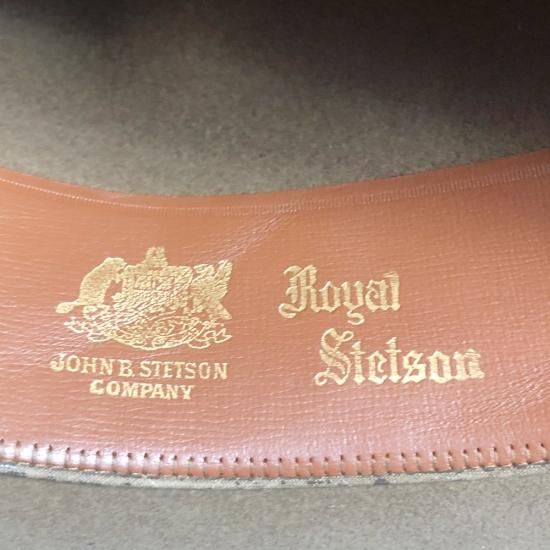 JOHN B. STETSON
COMPANY
Royal
Stetson